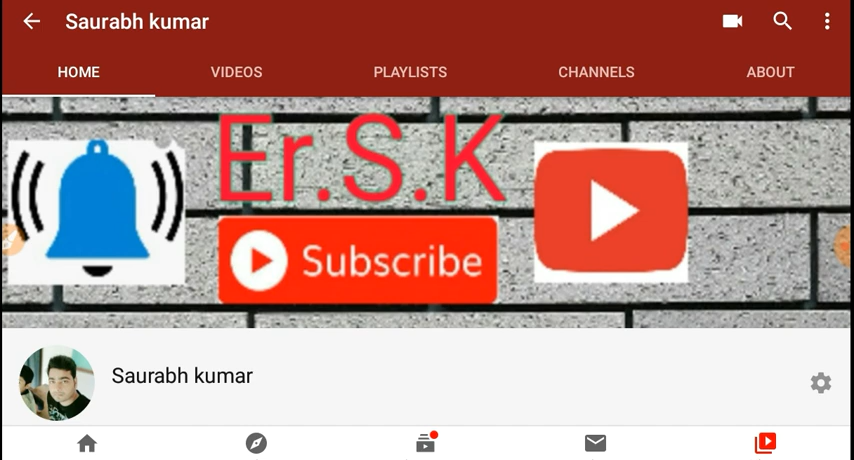 Saurabh kumar
HOME VIDEOS PLAYLISTS CHANNELS ABOUT
Er.S.K
Subscribe
Saurabh kumar